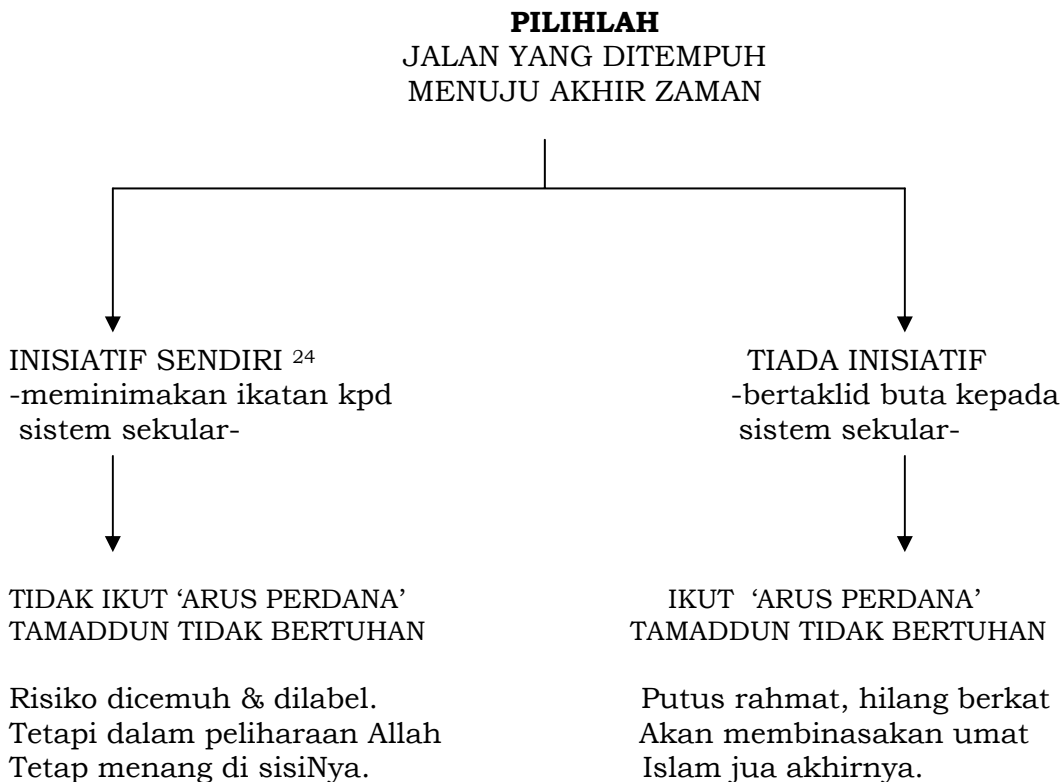 PILIHLAH
JALAN YANG DITEMPUH
MENUJU AKHIR ZAMAN
INISIATIF SENDIRI ²⁴
-meminimakan ikatan kpd
sistem sekular-
TIADA INISIATIF
-bertaklid buta kepada
sistem sekular-
TIDAK IKUT ‘ARUS PERDANA’
TAMADDUN TIDAK BERTUHAN
IKUT ‘ARUS PERDANA’
TAMADDUN TIDAK BERTUHAN
Risiko dicemuh & dilabel.
Tetapi dalam peliharaan Allah
Tetap menang di sisiNya.
Putus rahmat, hilang berkat
Akan membinasakan umat
Islam jua akhirnya.